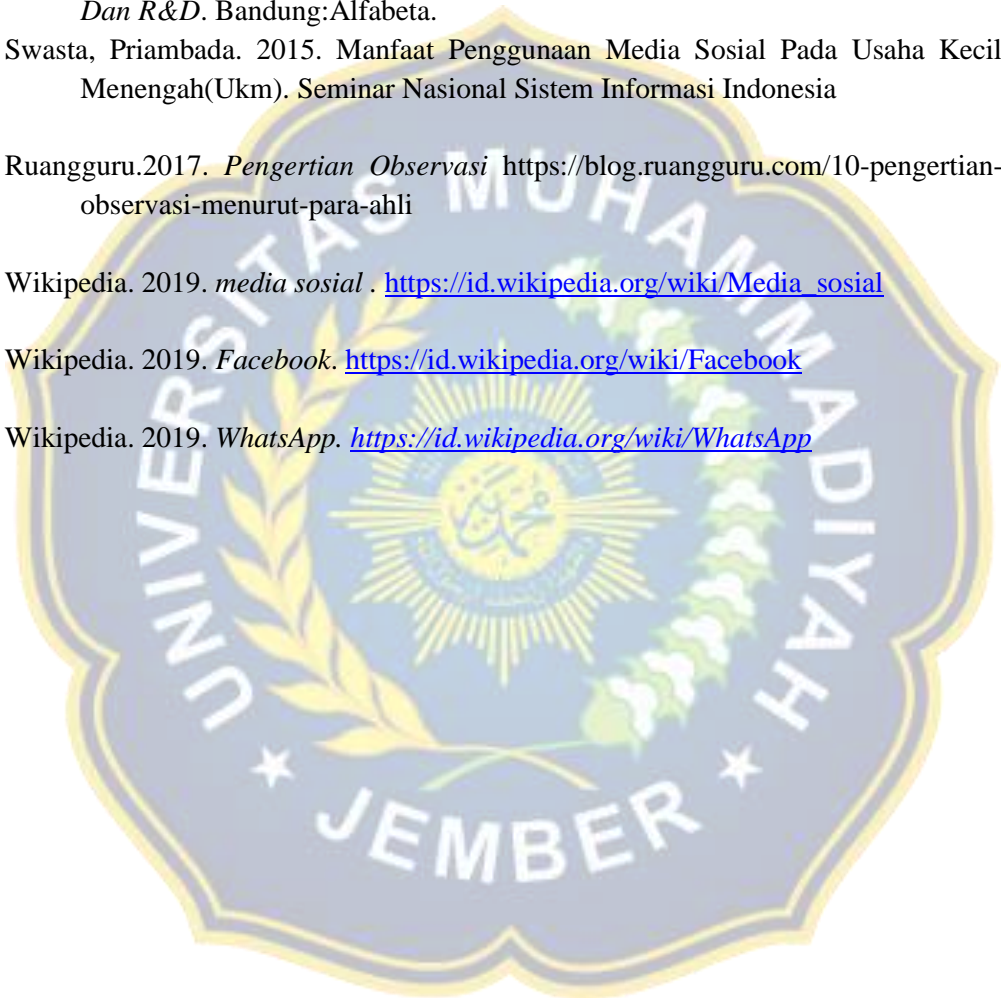 Dan R&D. Bandung:Alfabeta.
Swasta, Priambada. 2015. Manfaat Penggunaan Media Sosial Pada Usaha Kecil
Menengah(Ukm). Seminar Nasional Sistem Informasi Indonesia
Ruangguru.2017. Pengertian Observasi https://blog.ruangguru.com/10-pengertian-
observasi-menurut-para-ahli
Wikipedia. 2019. media sosial . https://id.wikipedia.org/wiki/Media_sosial
Wikipedia. 2019. Facebook. https://id.wikipedia.org/wiki/Facebook
Wikipedia. 2019. WhatsApp. https://id.wikipedia.org/wiki/WhatsApp
UNIVERSITAS MUHAMMADIYAH
JEMBER